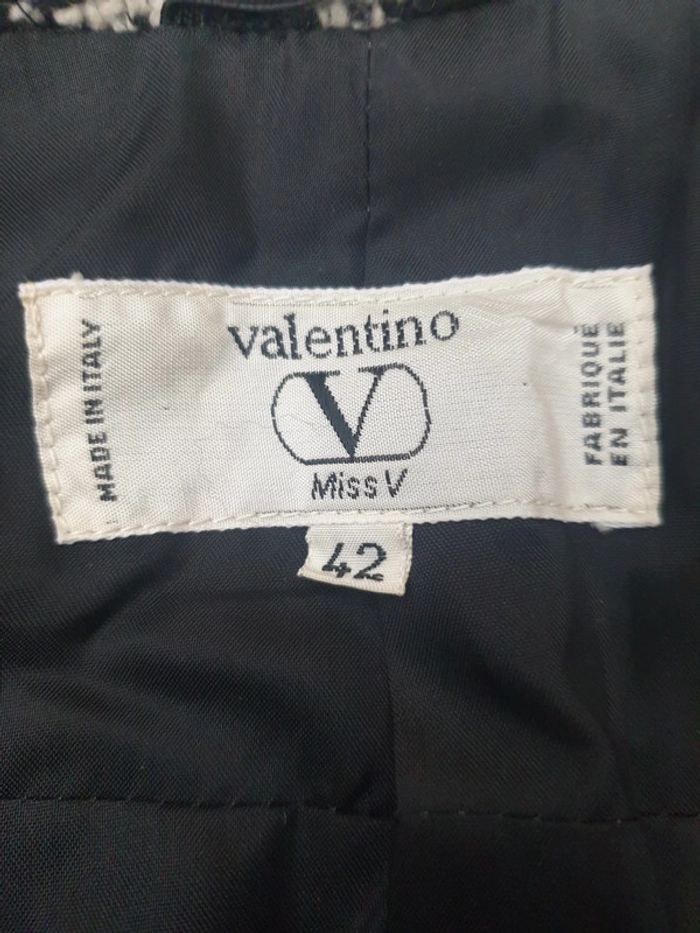 MADE IN ITALY
valentino
V
Miss V
FABRIQUÉ
EN ITALIE
42